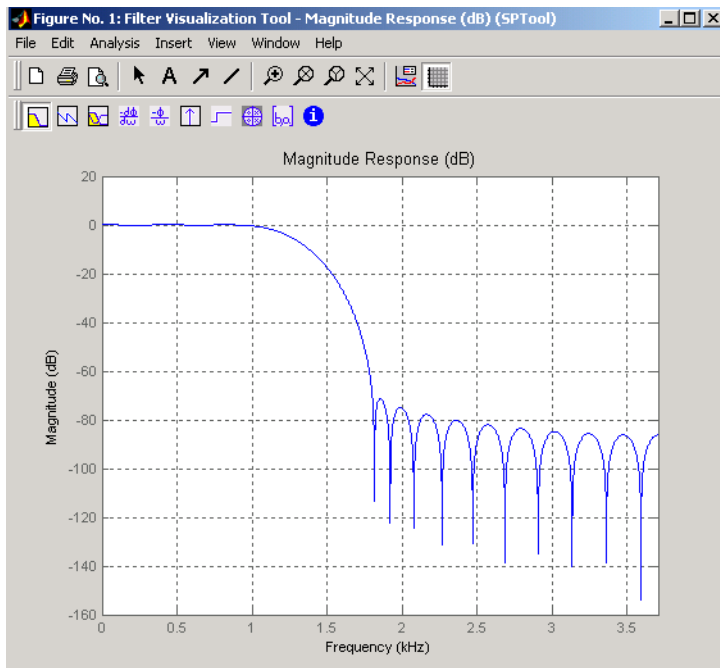 Figure No. 1: Filter Visualization Tool - Magnitude Response (dB) (SPTool)
File Edit Analysis Insert View Window Help
A
Magnitude Response (dB)
20
0
-20
-40
-60
-80
-100
-120
-140
-160
Magnitude (dB)
0 0.5 1 1.5 2 2.5 3 3.5
Frequency (kHz)